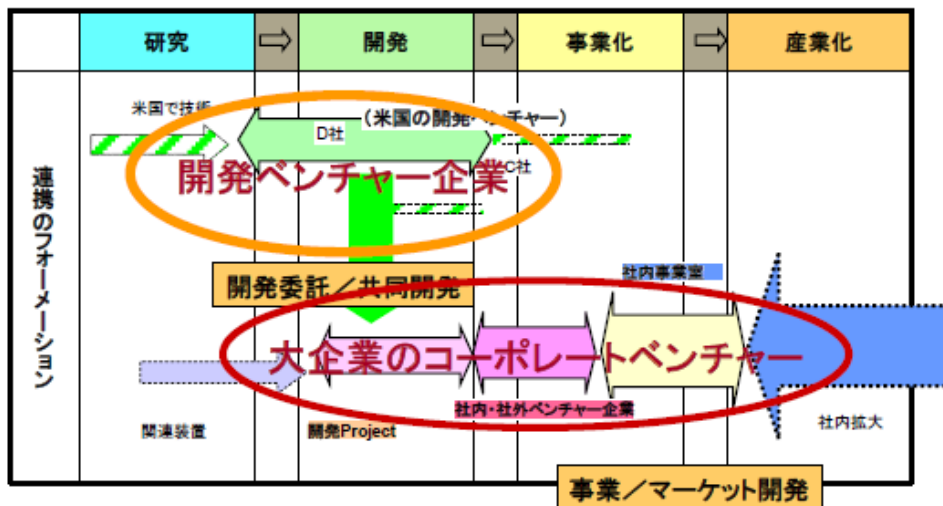 研究
開発
事業化
産業化
連携のフォーメーション
米国で技術
(米国の開発ベンチャー)
D社
C社
開発ベンチャー企業
社内事業室
開発委託／共同開発
大企業のコーポレートベンチャー
社内・社外ベンチャー企業
関連装置
開発Project
社内拡大
事業／マーケット開発